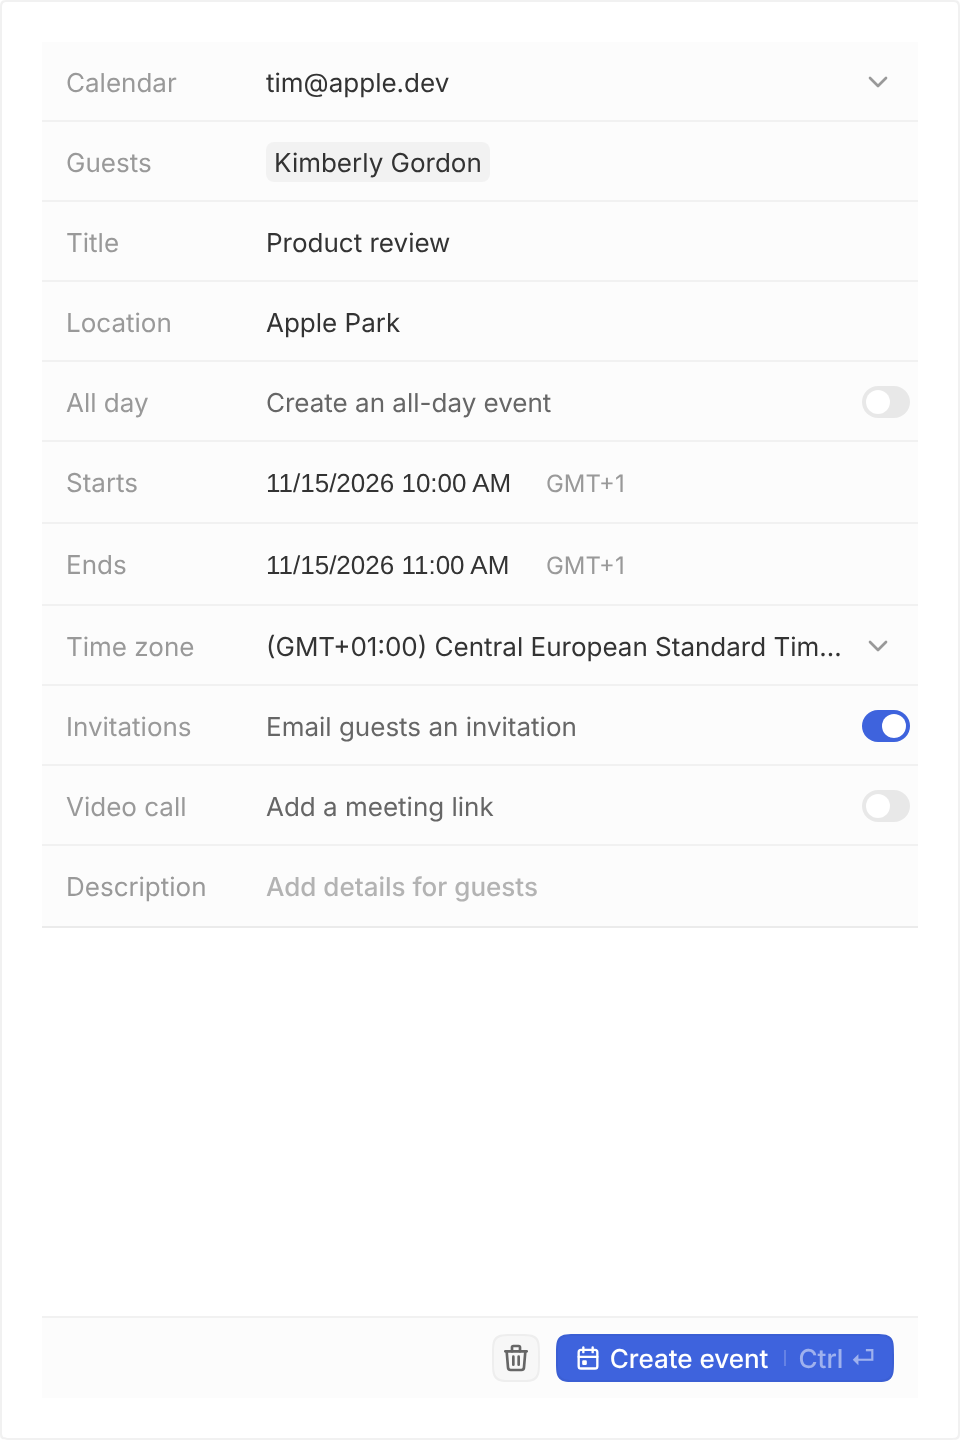 Calendar tim@apple.dev
Guests Kimberly Gordon
Title Product review
Location Apple Park
All day Create an all-day event
Starts 11/15/2026 10:00 AM GMT+1
Ends 11/15/2026 11:00 AM GMT+1
Time zone (GMT+01:00) Central European Standard Tim...
Invitations Email guests an invitation
Video call Add a meeting link
Description Add details for guests
Create event Ctrl ↵